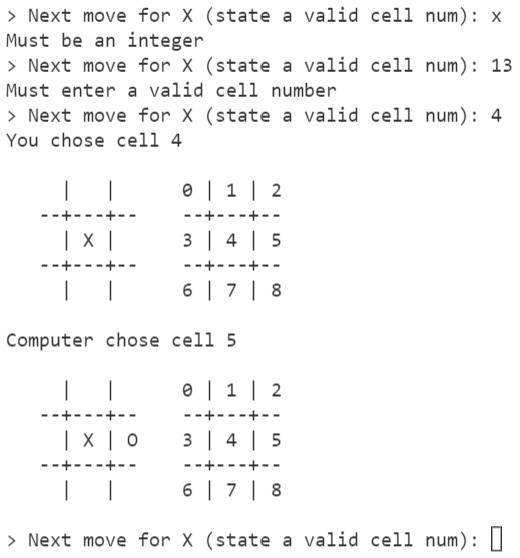 > Next move for X (state a valid cell num): x
Must be an integer
> Next move for X (state a valid cell num): 13
Must enter a valid cell number
> Next move for X (state a valid cell num): 4
You chose cell 4
  |   |      0 | 1 | 2
--+---+--    --+---+--
  | X |      3 | 4 | 5
--+---+--    --+---+--
  |   |      6 | 7 | 8
Computer chose cell 5
  |   |      0 | 1 | 2
--+---+--    --+---+--
  | X | O    3 | 4 | 5
--+---+--    --+---+--
  |   |      6 | 7 | 8
> Next move for X (state a valid cell num):